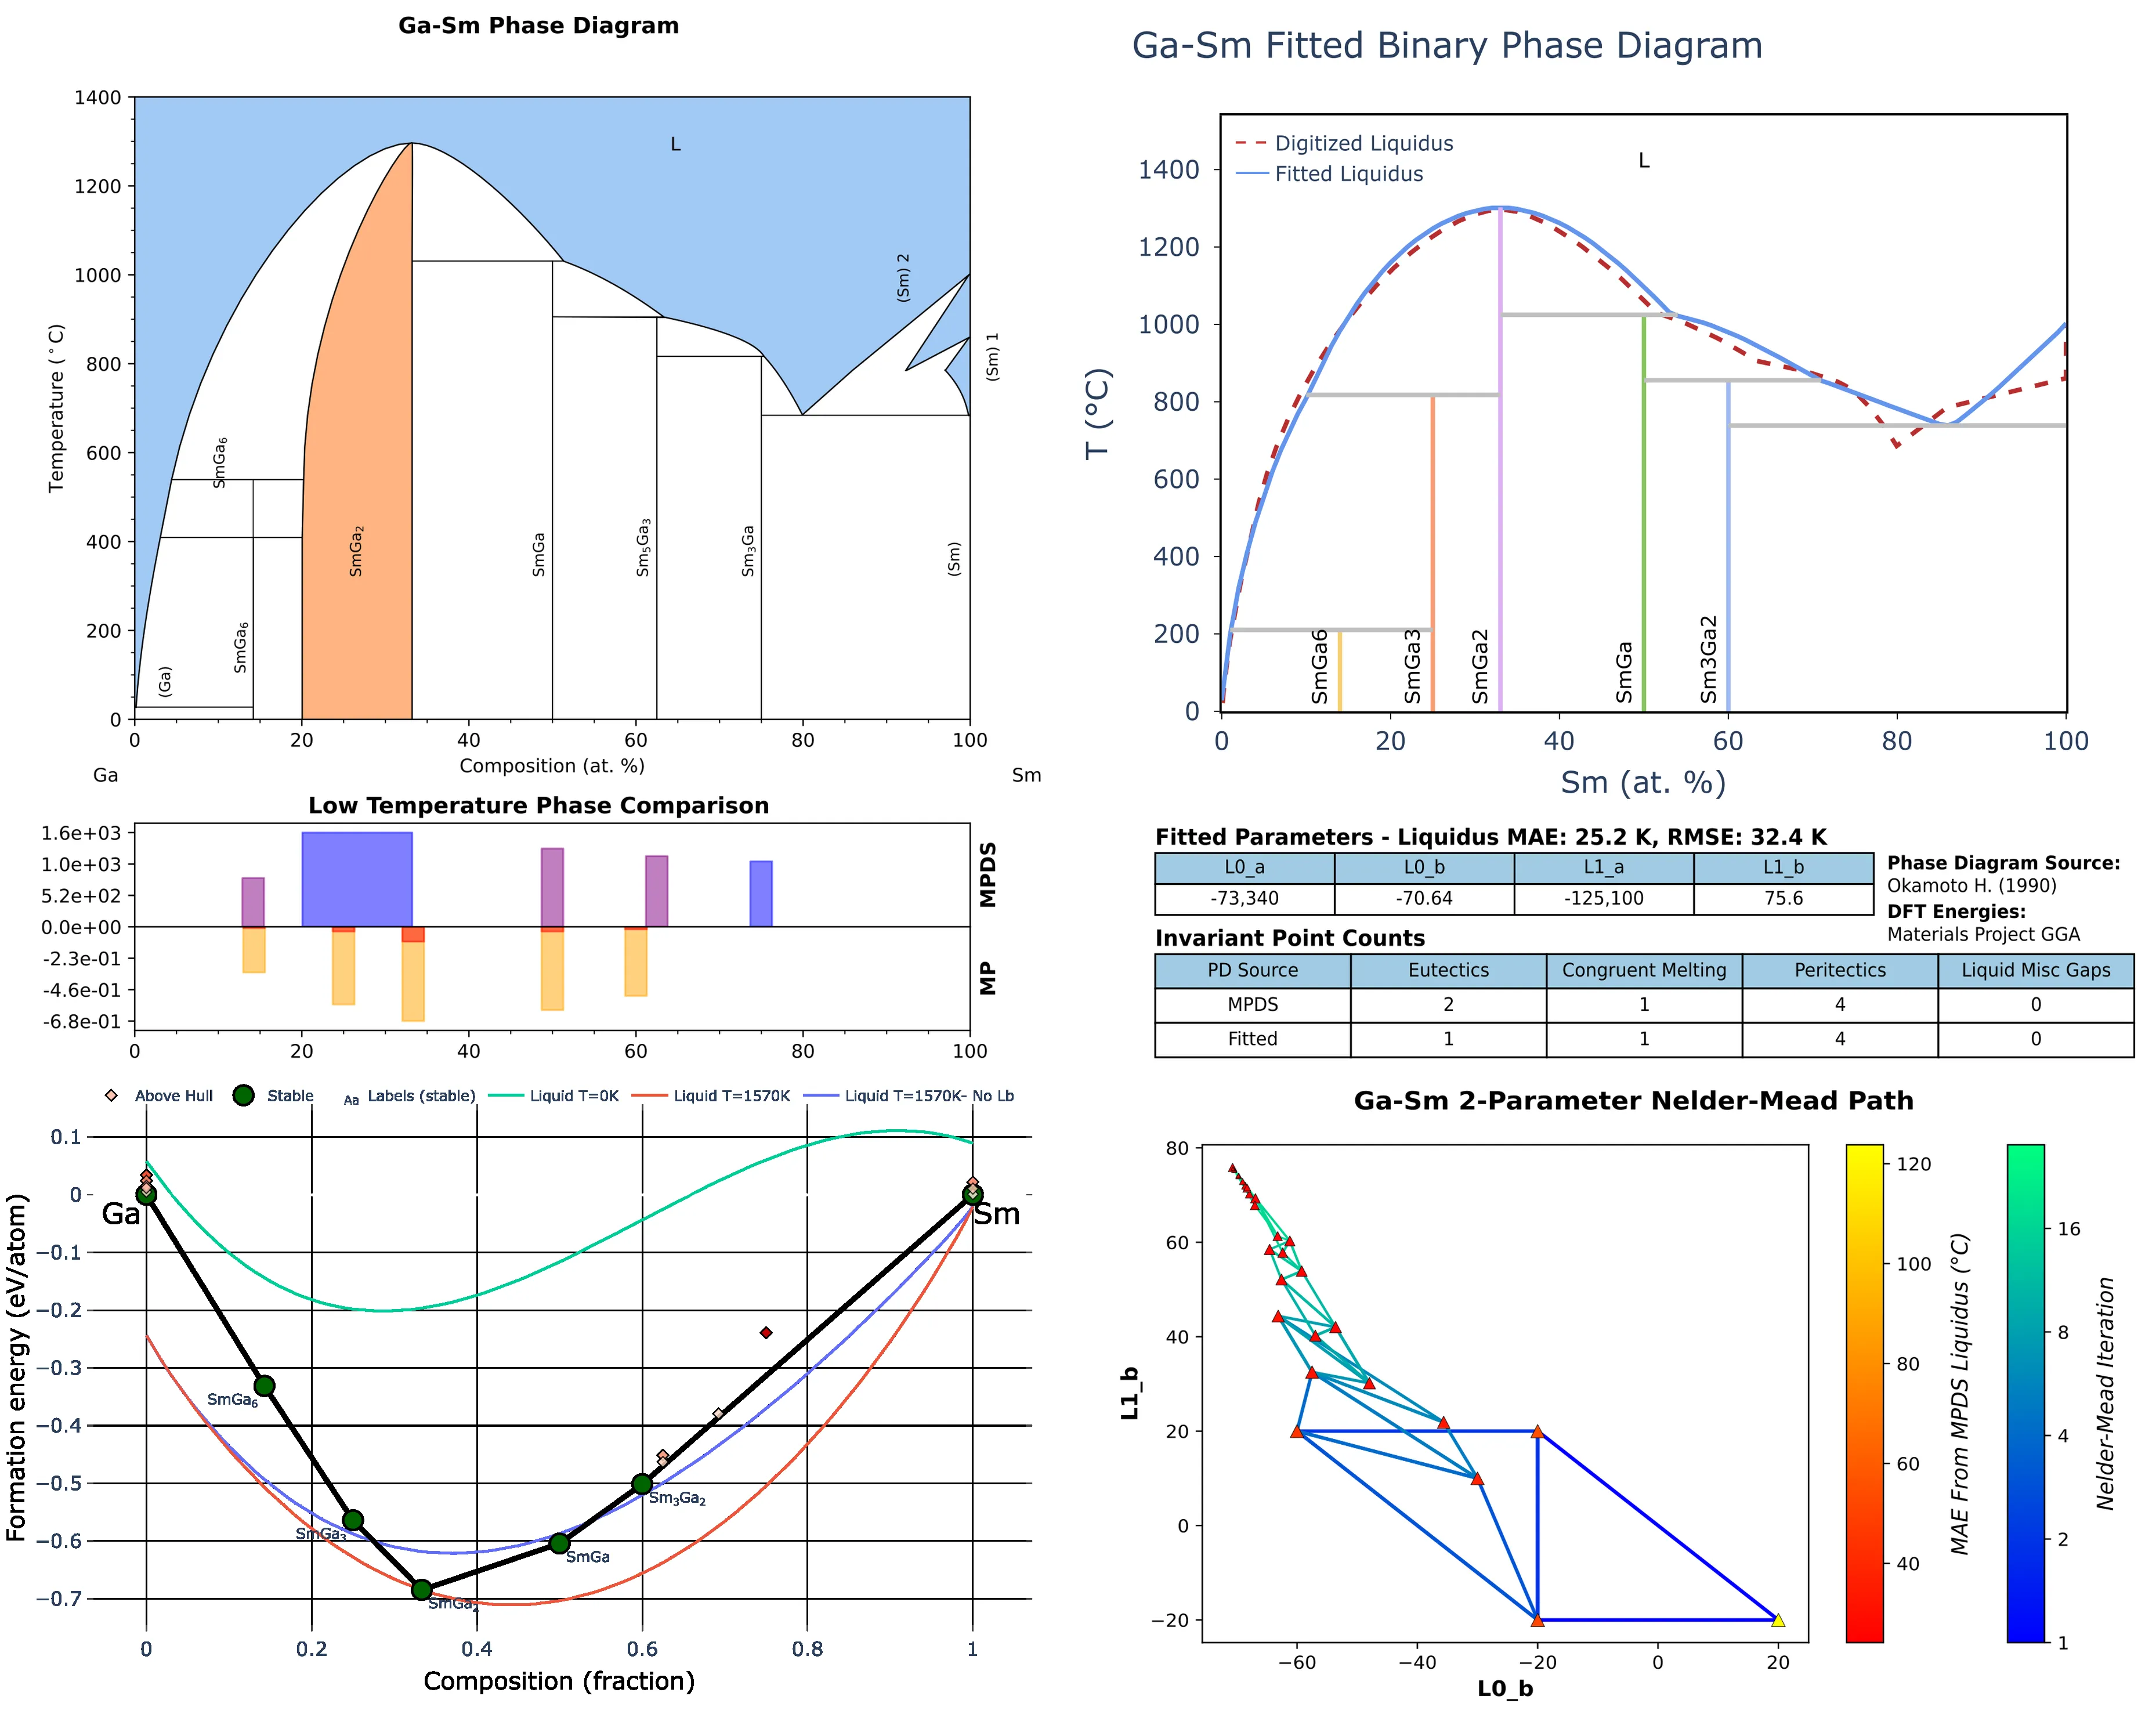 Ga-Sm Phase Diagram
1400
1200
1000
800
600
400
200
0
Temperature (°C)
L
(Sm) 2
(Sm) 1
SmGa₆
SmGa₆
(Ga)
SmGa₂
SmGa
Sm₅Ga₃
Sm₃Ga
(Sm)
0 20 40 60 80 100
Composition (at. %)
Ga
Sm
Ga-Sm Fitted Binary Phase Diagram
Digitized Liquidus
Fitted Liquidus
L
1400
1200
1000
800
600
400
200
0
T (°C)
SmGa6
SmGa3
SmGa2
SmGa
Sm3Ga2
0 20 40 60 80 100
Sm (at. %)
Low Temperature Phase Comparison
1.6e+03
1.0e+03
5.2e+02
0.0e+00
-2.3e-01
-4.6e-01
-6.8e-01
MPDS
MP
0 20 40 60 80 100
Fitted Parameters - Liquidus MAE: 25.2 K, RMSE: 32.4 K
L0_a L0_b L1_a L1_b
-73,340 -70.64 -125,100 75.6
Phase Diagram Source:
Okamoto H. (1990)
DFT Energies:
Materials Project GGA
Invariant Point Counts
PD Source Eutectics Congruent Melting Peritectics Liquid Misc Gaps
MPDS 2 1 4 0
Fitted 1 1 4 0
Above Hull Stable Aa Labels (stable) Liquid T=0K Liquid T=1570K Liquid T=1570K- No Lb
0.1
0
−0.1
−0.2
−0.3
−0.4
−0.5
−0.6
−0.7
Formation energy (eV/atom)
Ga
Sm
SmGa₆
SmGa₃
SmGa₂
SmGa
Sm₃Ga₂
0 0.2 0.4 0.6 0.8 1
Composition (fraction)
Ga-Sm 2-Parameter Nelder-Mead Path
80
60
40
20
0
−20
L1_b
−60 −40 −20 0 20
L0_b
120
100
80
60
40
MAE From MPDS Liquidus (°C)
16
8
4
2
1
Nelder-Mead Iteration